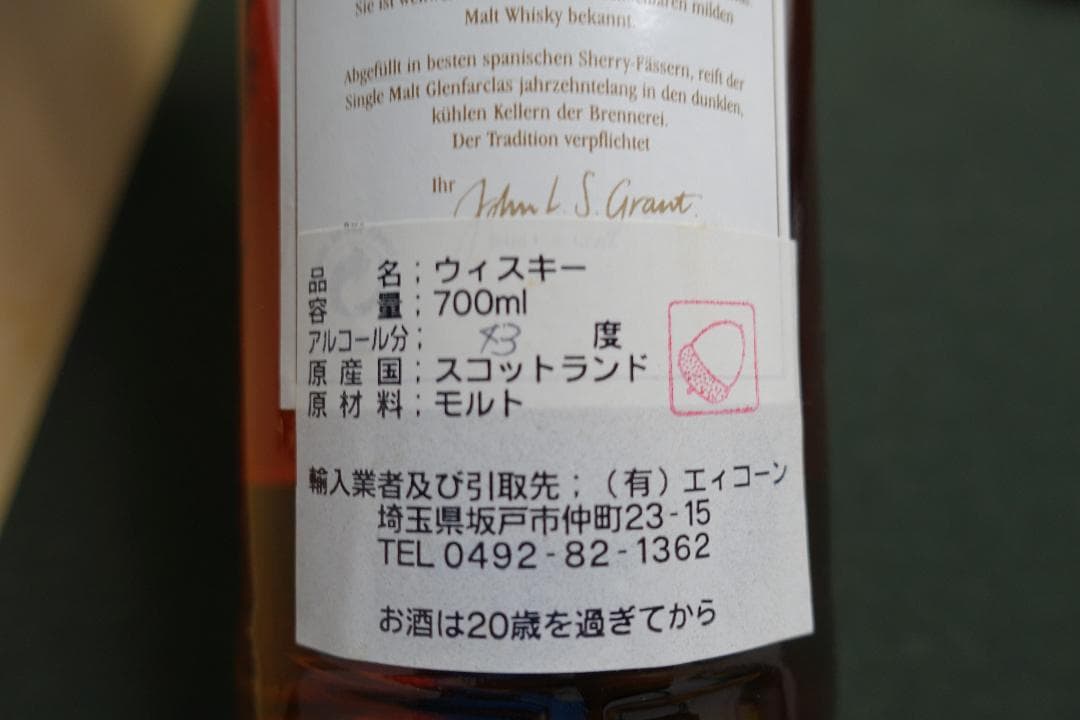 Sie ist
milden
Malt Whisky bekannt.
Abgefüllt in besten spanischen Sherry-Fässern, reift der
Single Malt Glenfarclas jahrzehntelang in den dunklen,
kühlen Kellern der Brennerei.
Der Tradition verpflichtet
Ihr John L. S. Grant.
品名;ウィスキー
容量;700ml
アルコール分; 43 度
原産国;スコットランド
原材料;モルト
輸入業者及び引取先;(有)エィコーン
埼玉県坂戸市仲町23-15
TEL 0492-82-1362
お酒は20歳を過ぎてから